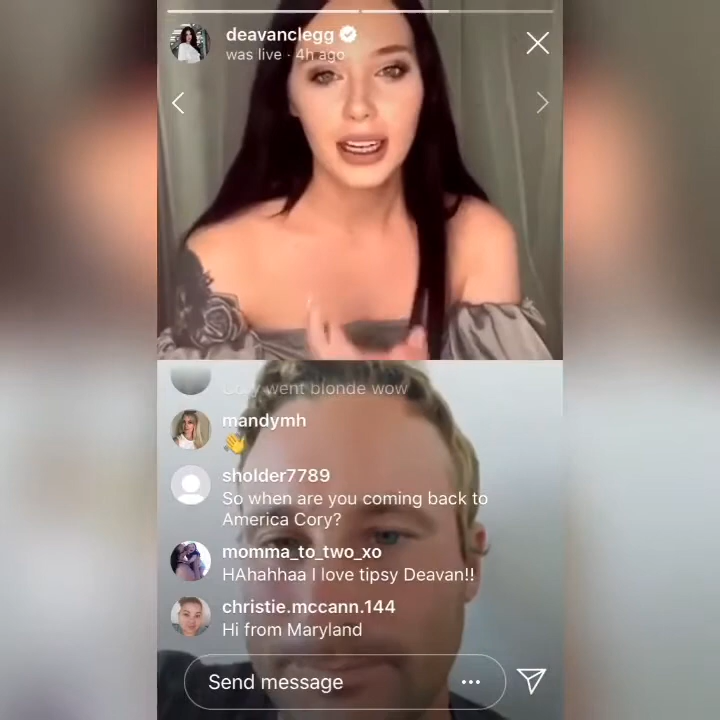 deavanclegg
was live · 4h ago
went blonde wow
mandymh
👋
sholder7789
So when are you coming back to
America Cory?
momma_to_two_xo
HAhahhaa I love tipsy Deavan!!
christie.mccann.144
Hi from Maryland
Send message